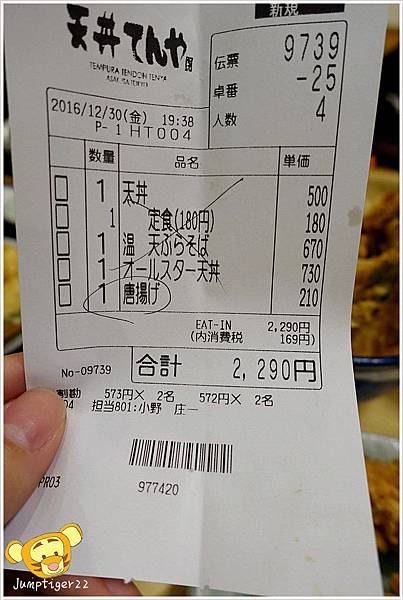 新規
天丼てんや
TEMPURA TENDON TENYA
ASAKUSA TOKYO
伝票 9739
卓番 -25
人数 4
2016/12/30(金) 19:38
P- 1 HT004
数量 品名 単価
1 天丼 500
1 定食(180円) 180
1 温 天ぷらそば 670
1 オールスター天丼 730
1 唐揚げ 210
EAT-IN 2,290円
(内消費税 169円)
No-09739 合計 2,290円
割勘 573円× 2名 572円× 2名
04 担当801:小野 庄一
PR03
977420
Jumptiger22